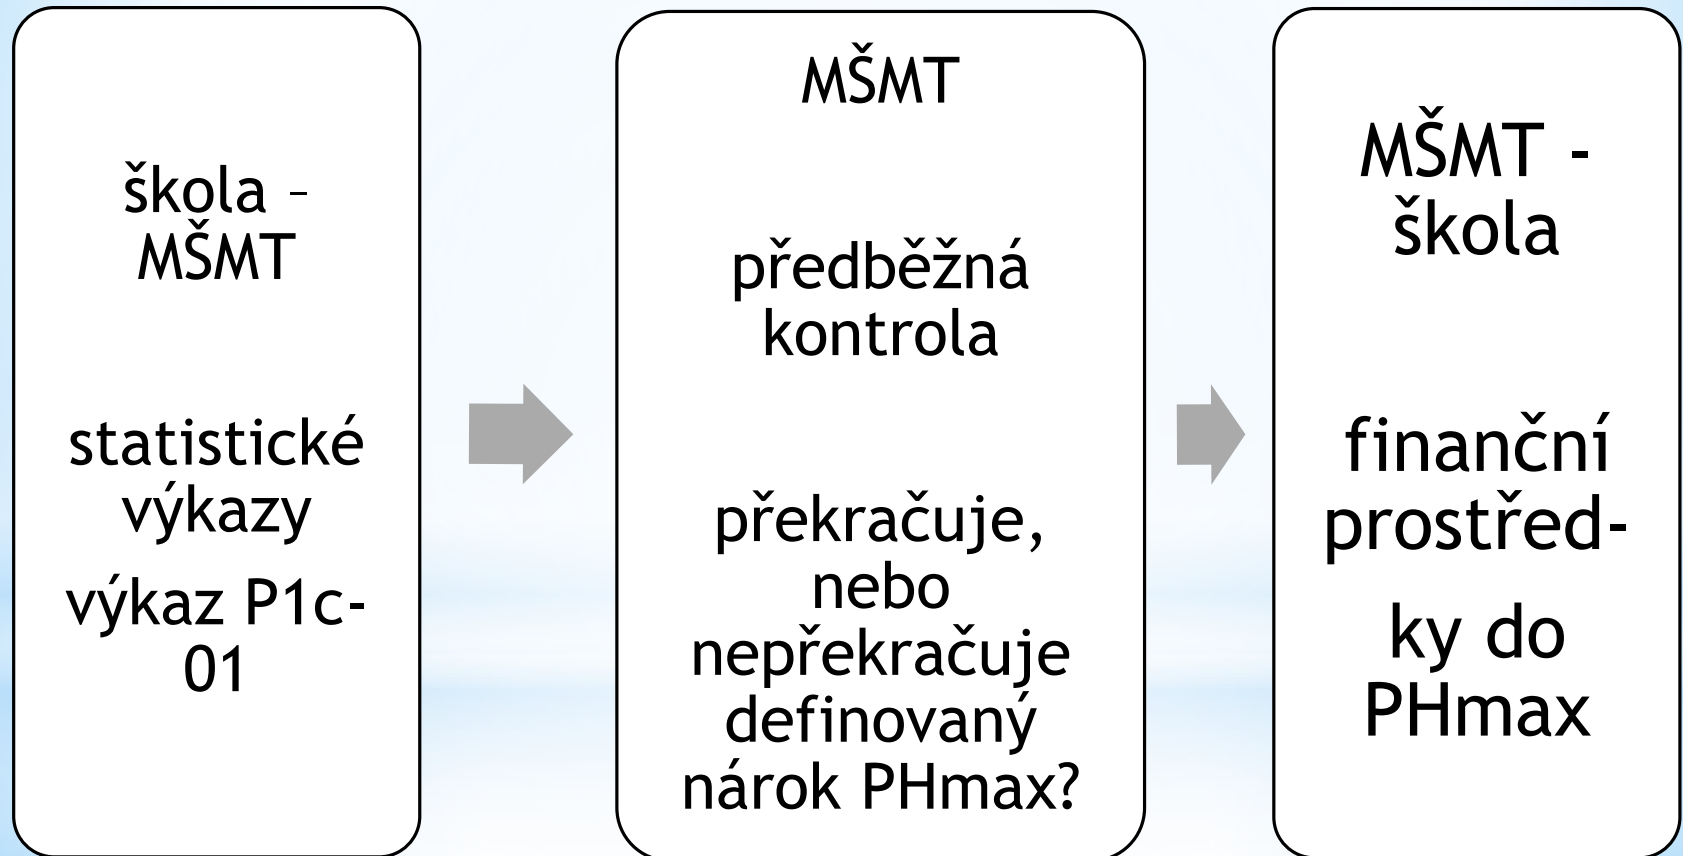 škola –
MŠMT
statistické
výkazy
výkaz P1c-
01
MŠMT
předběžná
kontrola
překračuje,
nebo
nepřekračuje
definovaný
nárok PHmax?
MŠMT -
škola
finanční
prostřed-
ky do
PHmax